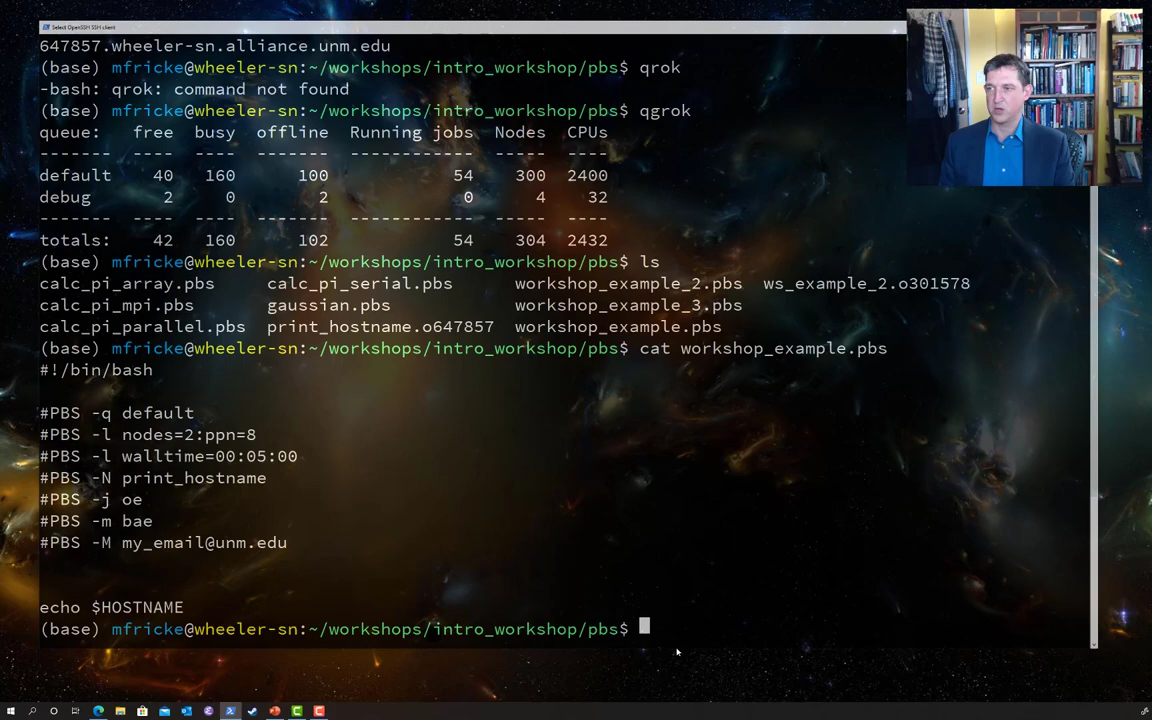 Select OpenSSH SSH client
647857.wheeler-sn.alliance.unm.edu
(base) mfricke@wheeler-sn:~/workshops/intro_workshop/pbs$ qrok
-bash: qrok: command not found
(base) mfricke@wheeler-sn:~/workshops/intro_workshop/pbs$ qgrok
queue:  free  busy  offline  Running jobs  Nodes  CPUs
-------  ----  ----  -------  ------------  -----  ----
default  40  160  100  54  300  2400
debug  2  0  2  0  4  32
-------  ----  ----  -------  ------------  -----  ----
totals:  42  160  102  54  304  2432
(base) mfricke@wheeler-sn:~/workshops/intro_workshop/pbs$ ls
calc_pi_array.pbs  calc_pi_serial.pbs  workshop_example_2.pbs  ws_example_2.o301578
calc_pi_mpi.pbs  gaussian.pbs  workshop_example_3.pbs
calc_pi_parallel.pbs  print_hostname.o647857  workshop_example.pbs
(base) mfricke@wheeler-sn:~/workshops/intro_workshop/pbs$ cat workshop_example.pbs
#!/bin/bash
#PBS -q default
#PBS -l nodes=2:ppn=8
#PBS -l walltime=00:05:00
#PBS -N print_hostname
#PBS -j oe
#PBS -m bae
#PBS -M my_email@unm.edu
echo $HOSTNAME
(base) mfricke@wheeler-sn:~/workshops/intro_workshop/pbs$